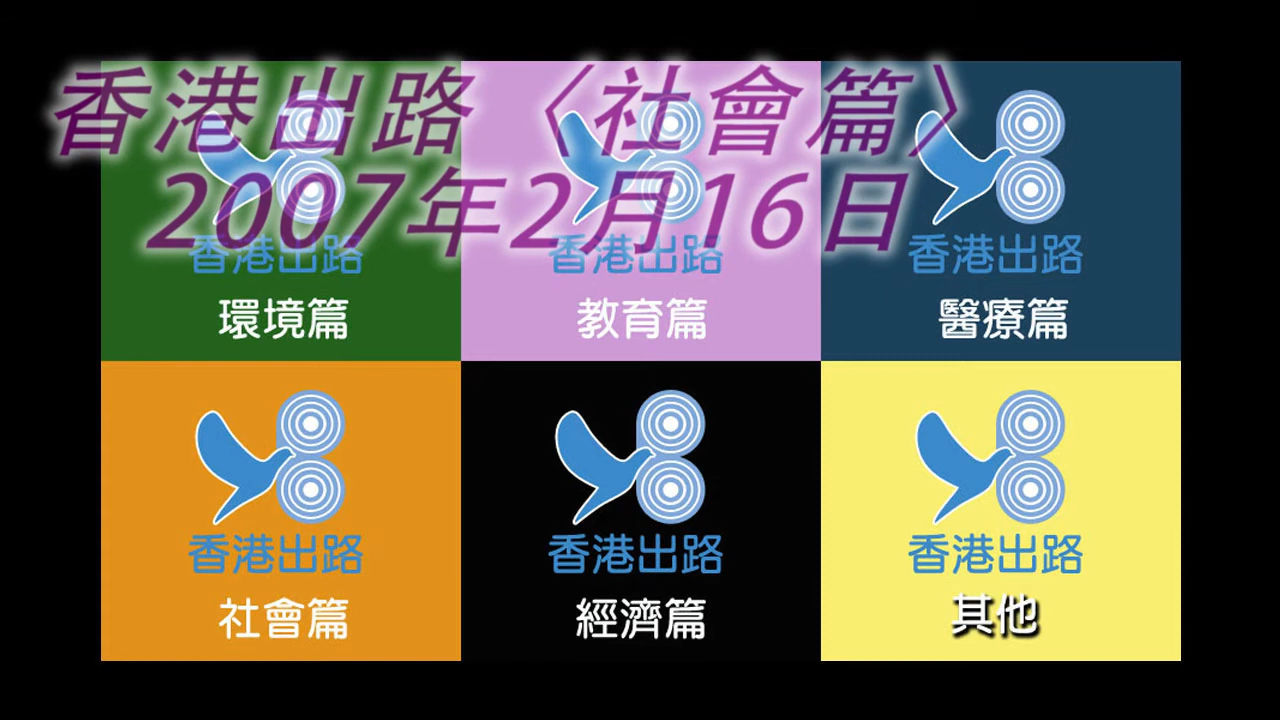 香港出路〈社會篇〉
2007年2月16日
香港出路
環境篇
香港出路
教育篇
香港出路
醫療篇
香港出路
社會篇
香港出路
經濟篇
香港出路
其他